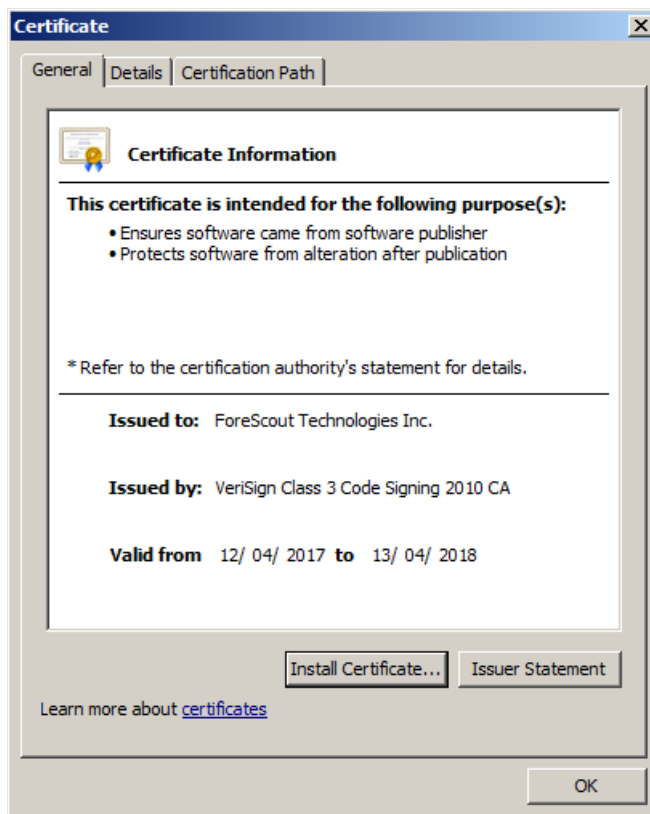 Certificate
General
Details
Certification Path
Certificate Information
This certificate is intended for the following purpose(s):
• Ensures software came from software publisher
• Protects software from alteration after publication
* Refer to the certification authority's statement for details.
Issued to: ForeScout Technologies Inc.
Issued by: VeriSign Class 3 Code Signing 2010 CA
Valid from 12/ 04/ 2017 to 13/ 04/ 2018
Install Certificate...
Issuer Statement
Learn more about certificates
OK